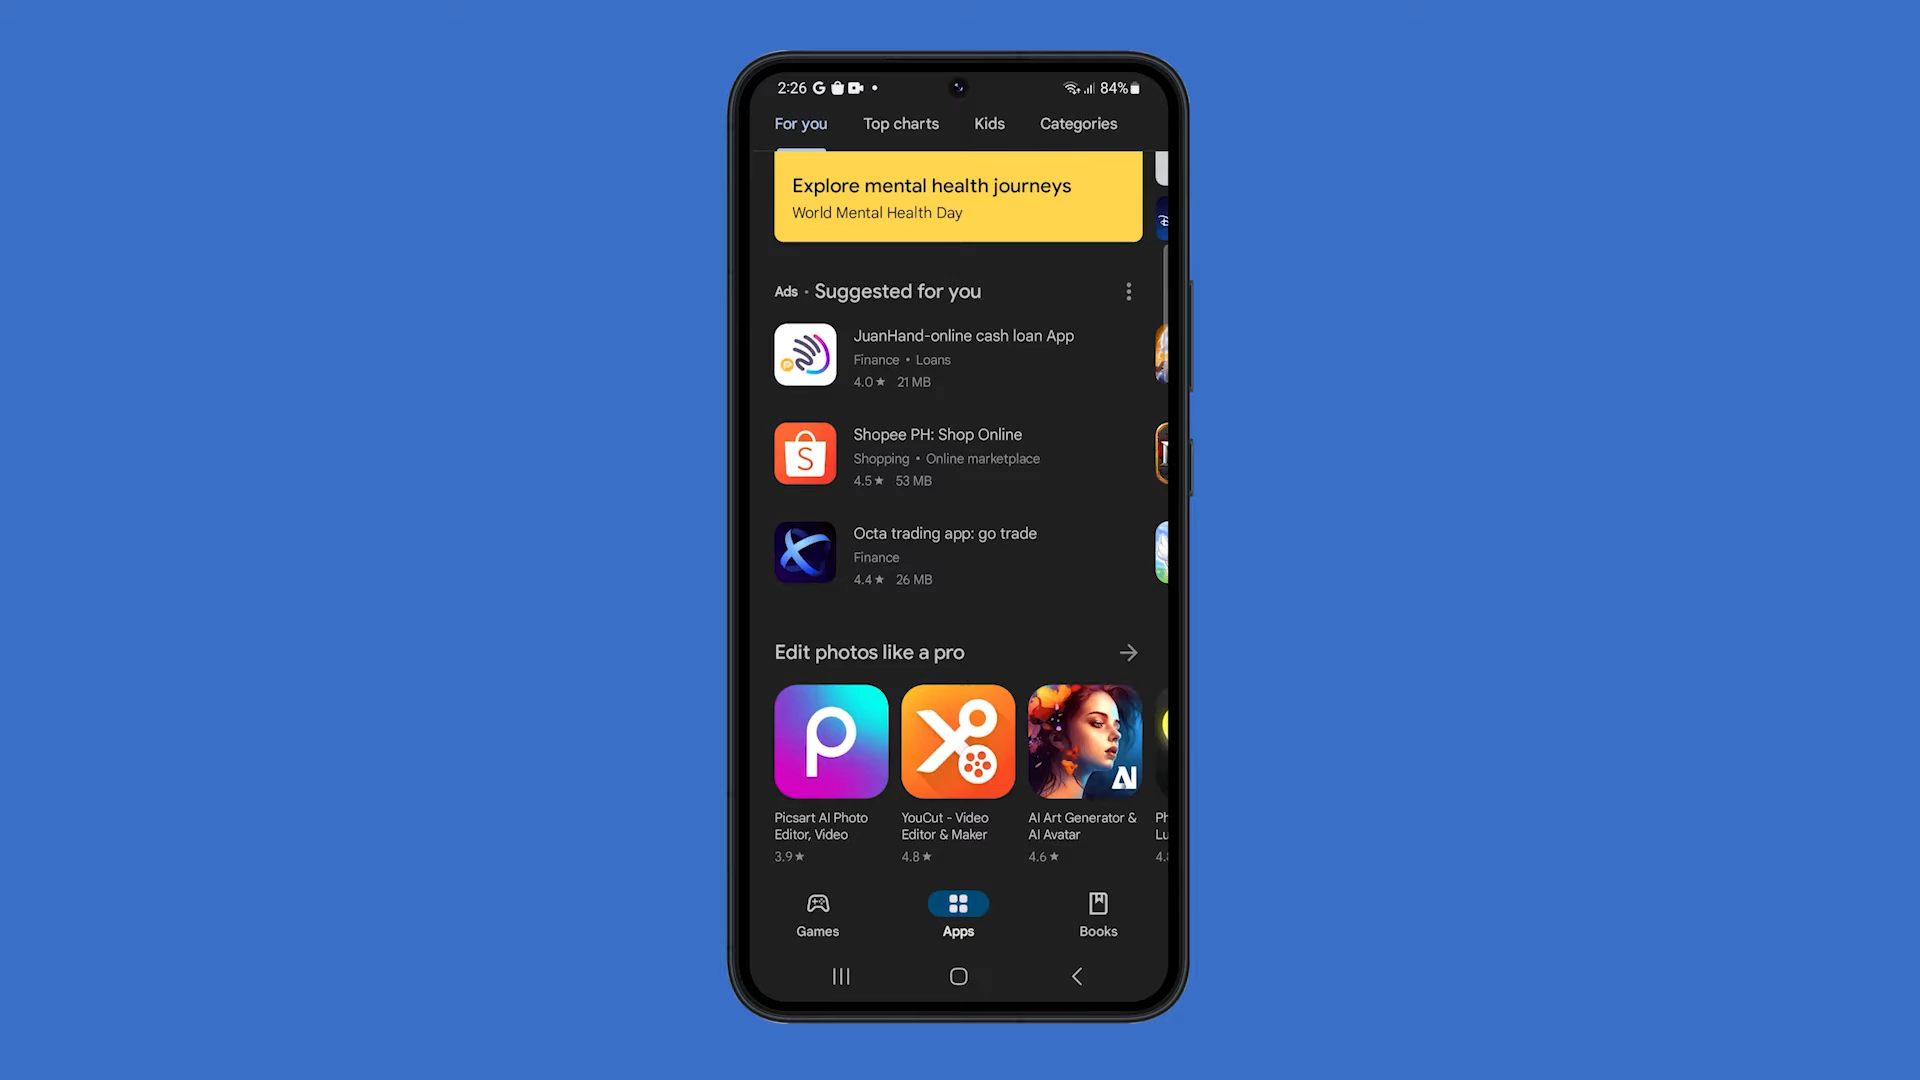 2:26 G
84%
For you Top charts Kids Categories
Explore mental health journeys
World Mental Health Day
Ads • Suggested for you
JuanHand-online cash loan App
Finance • Loans
4.0★ 21 MB
S
Shopee PH: Shop Online
Shopping • Online marketplace
4.5★ 53 MB
Octa trading app: go trade
Finance
4.4★ 26 MB
Edit photos like a pro
P
AI
Picsart AI Photo
Editor, Video
3.9★
YouCut - Video
Editor & Maker
4.8★
AI Art Generator &
AI Avatar
4.6★
Games Apps Books